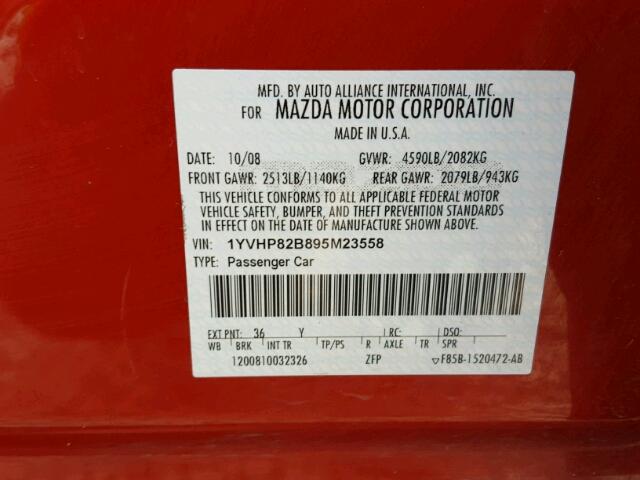 MFD. BY AUTO ALLIANCE INTERNATIONAL, INC.
FOR MAZDA MOTOR CORPORATION
MADE IN U.S.A.
DATE: 10/08 GVWR: 4590LB/2082KG
FRONT GAWR: 2513LB/1140KG REAR GAWR: 2079LB/943KG
THIS VEHICLE CONFORMS TO ALL APPLICABLE FEDERAL MOTOR
VEHICLE SAFETY, BUMPER, AND THEFT PREVENTION STANDARDS
IN EFFECT ON THE DATE OF MANUFACTURE SHOWN ABOVE.
VIN: 1YVHP82B895M23558
TYPE: Passenger Car
EXT PNT: 36 Y RC: DSO:
WB BRK INT TR TP/PS R AXLE TR SPR
1200810032326 ZFP ▽F85B-1520472-AB